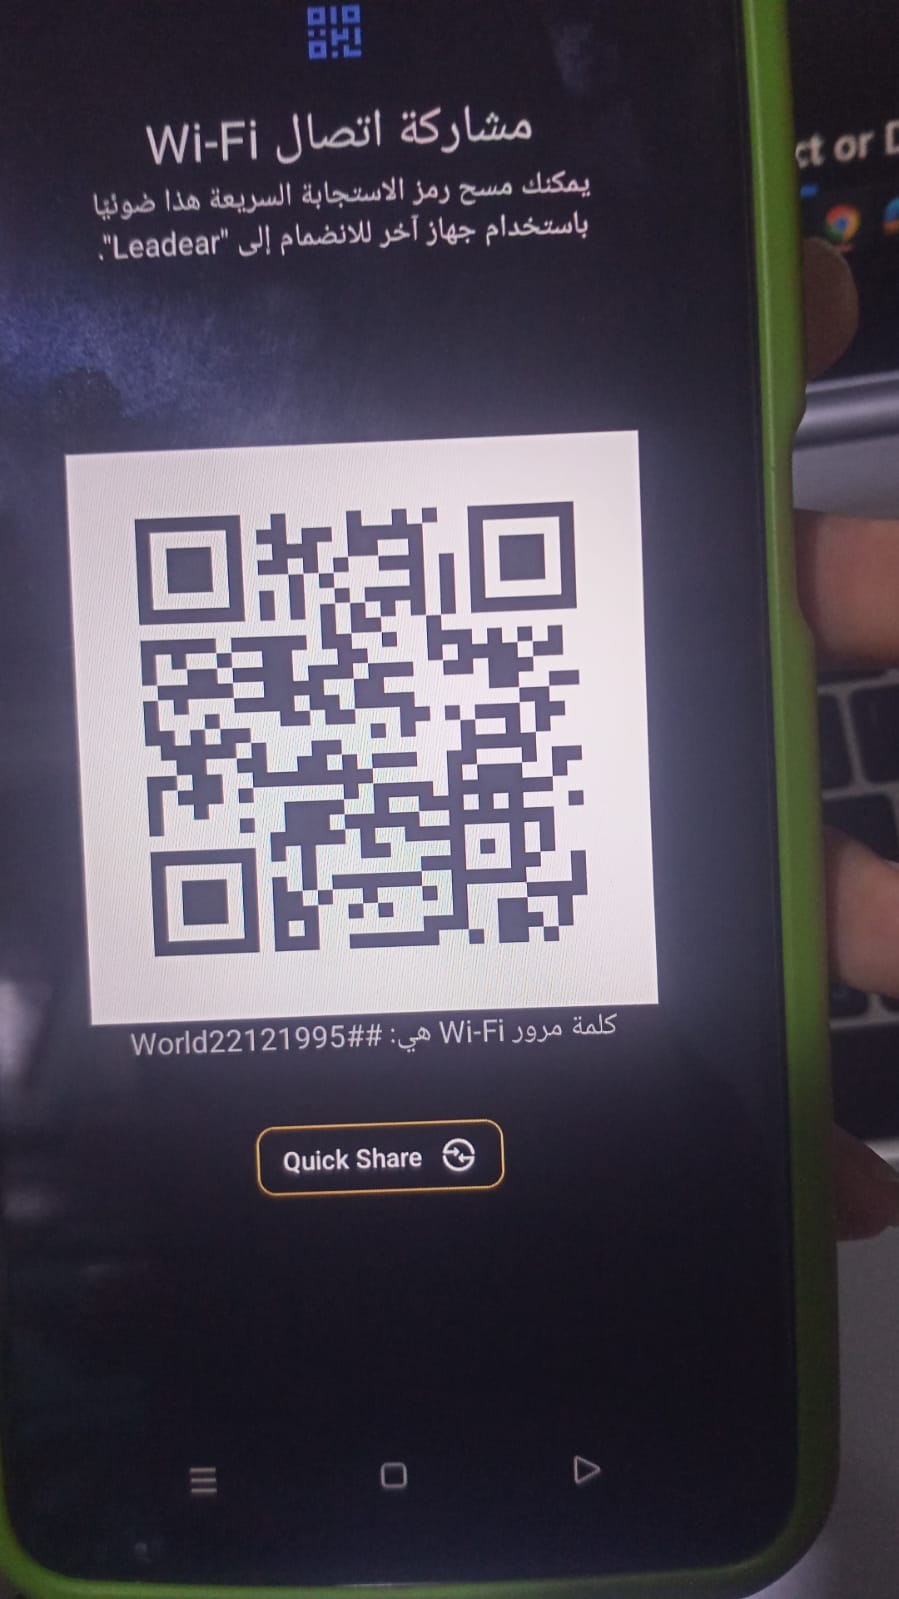 مشاركة اتصال Wi-Fi
يمكنك مسح رمز الاستجابة السريعة هذا ضوئيًا
باستخدام جهاز آخر للانضمام إلى "Leadear".
كلمة مرور Wi-Fi هي: World22121995##
Quick Share
ct or D